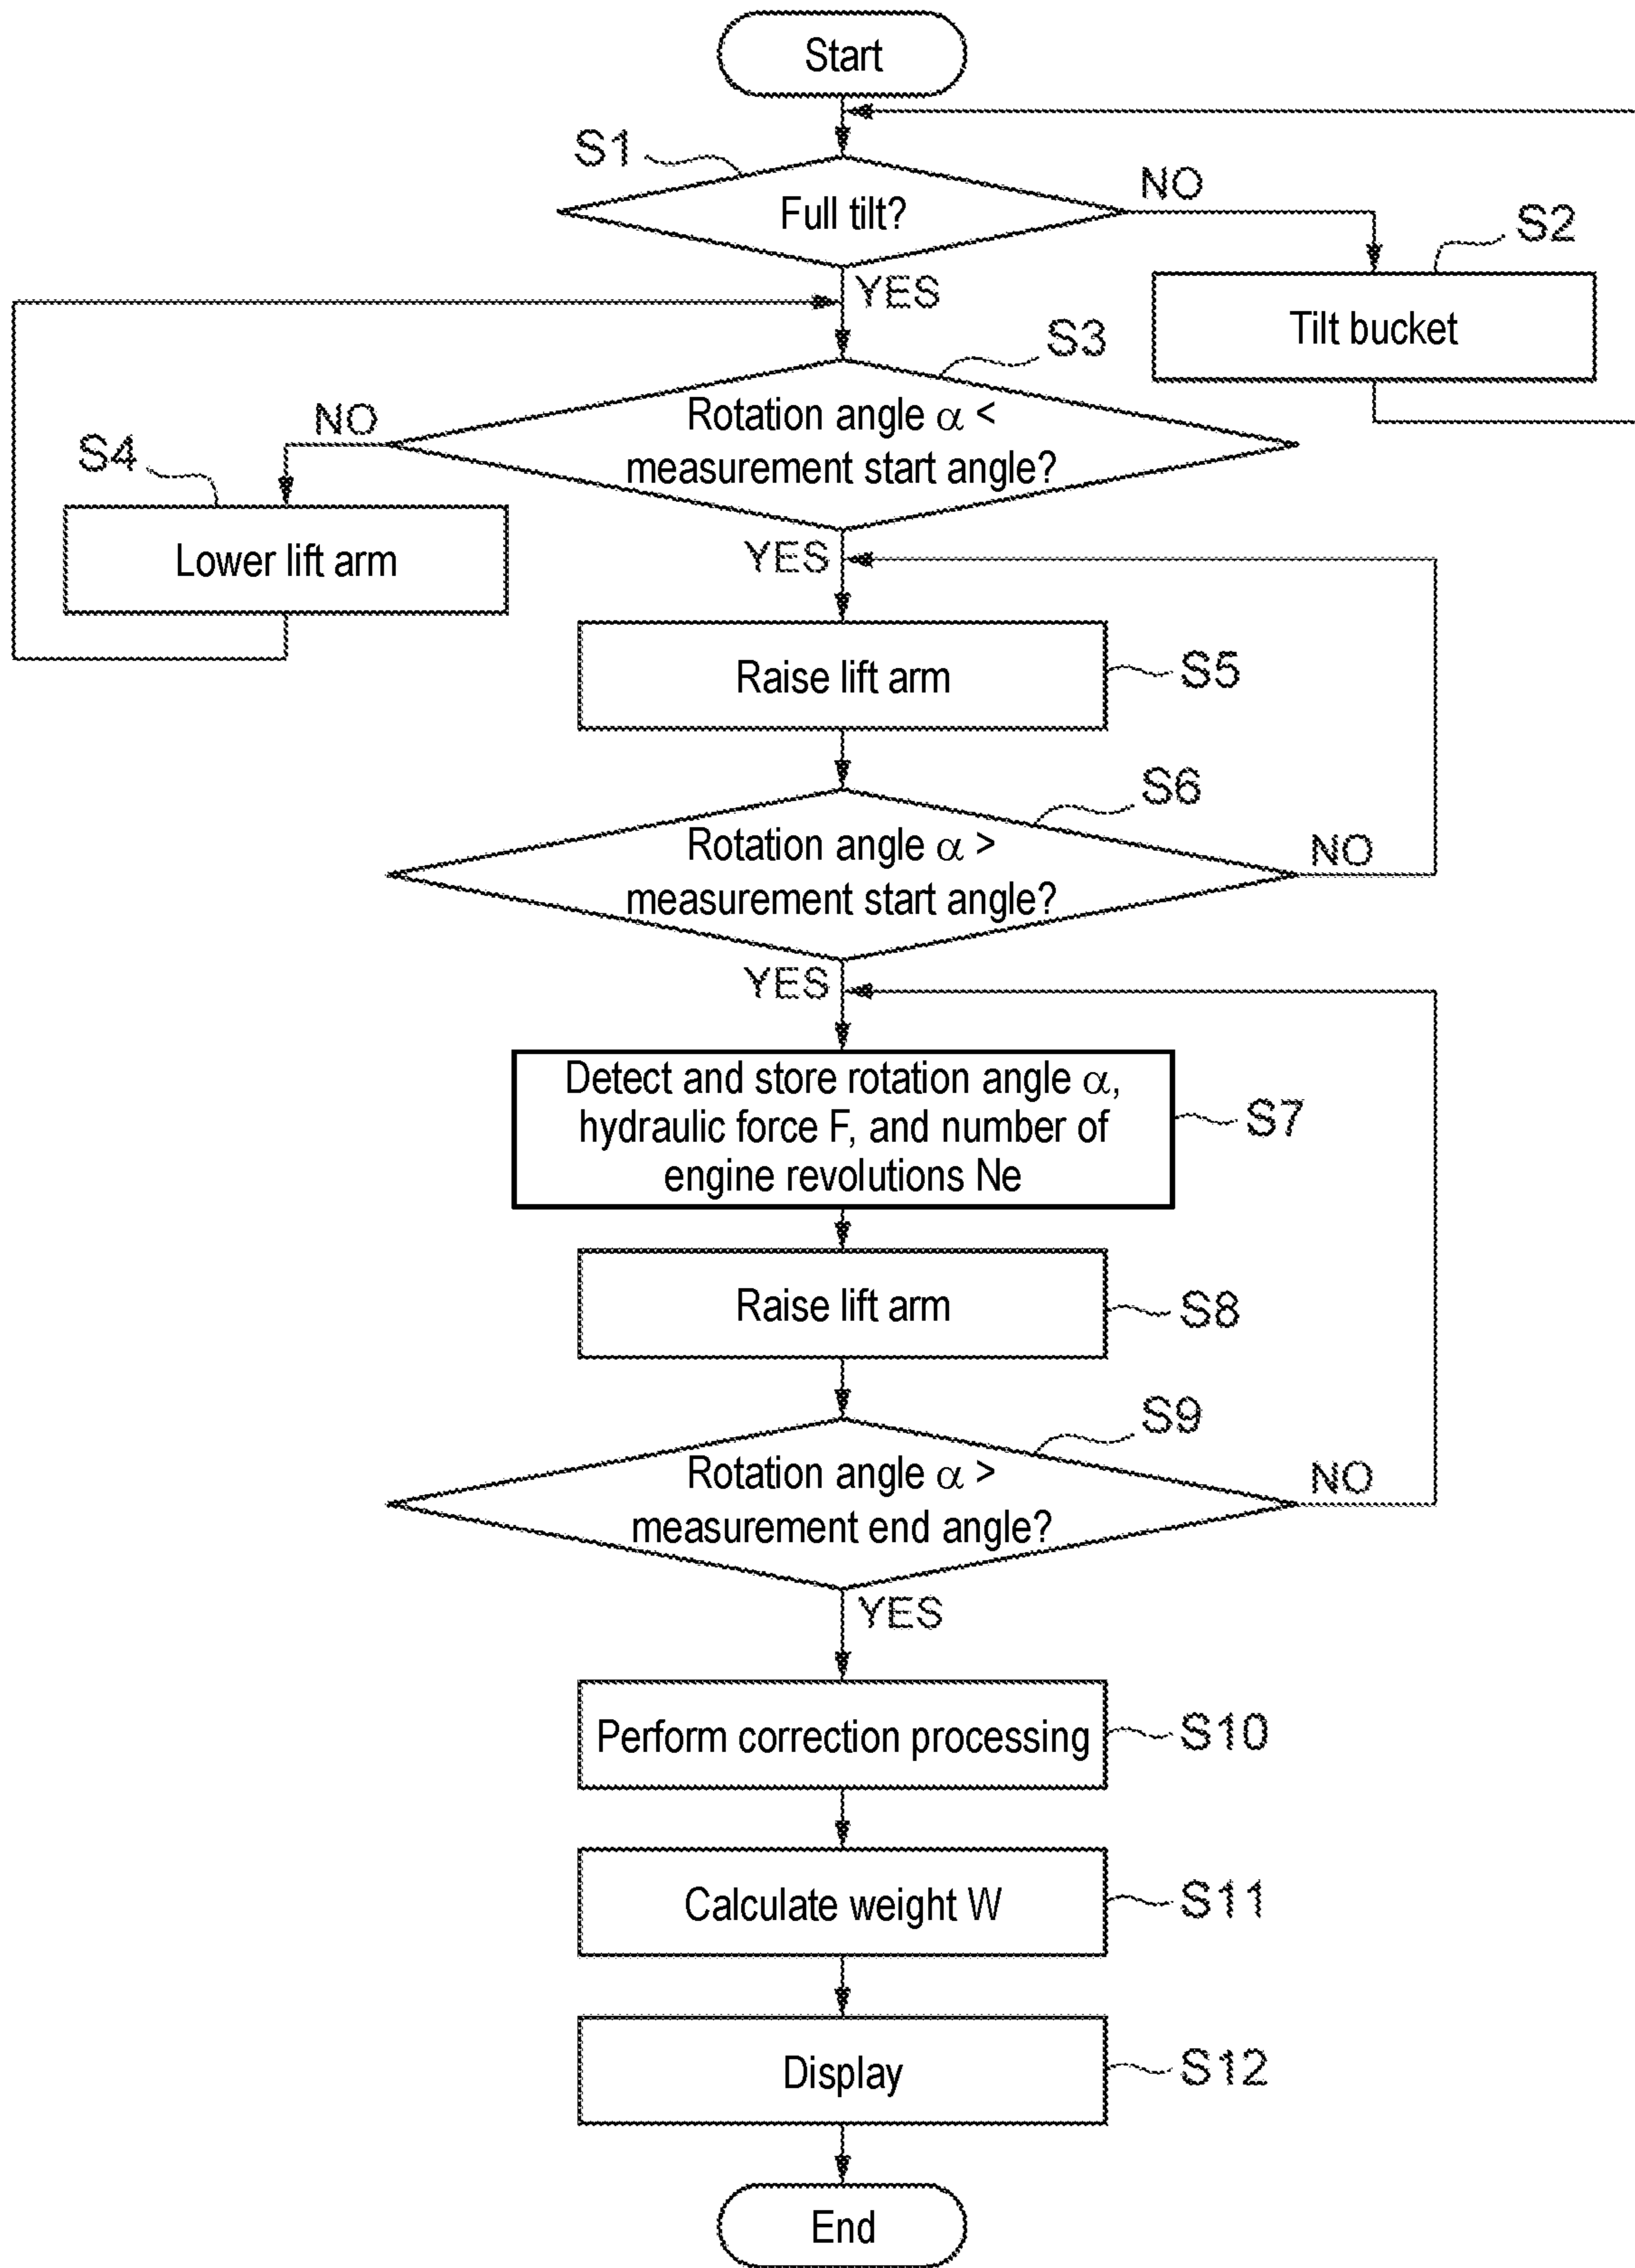 Start
S1
Full tilt?
NO
S2
Tilt bucket
YES
S3
Rotation angle α <
measurement start angle?
NO
S4
Lower lift arm
YES
Raise lift arm
S5
S6
Rotation angle α >
measurement start angle?
NO
YES
Detect and store rotation angle α,
hydraulic force F, and number of
engine revolutions Ne
S7
Raise lift arm
S8
S9
Rotation angle α >
measurement end angle?
NO
YES
Perform correction processing
S10
Calculate weight W
S11
Display
S12
End